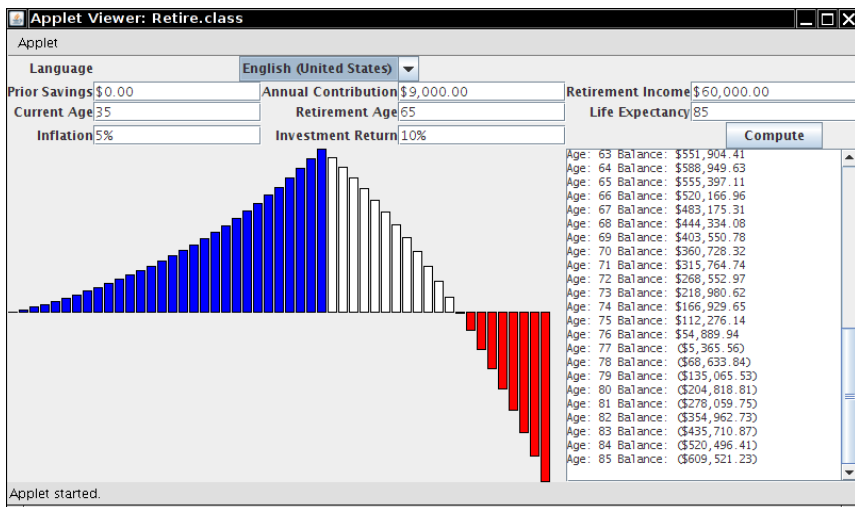 Applet Viewer: Retire.class
Applet
Language English (United States)
Prior Savings $0.00 Annual Contribution $9,000.00 Retirement Income $60,000.00
Current Age 35 Retirement Age 65 Life Expectancy 85
Inflation 5% Investment Return 10% Compute
Age: 63 Balance: $551,904.41
Age: 64 Balance: $588,949.63
Age: 65 Balance: $555,397.11
Age: 66 Balance: $520,166.96
Age: 67 Balance: $483,175.31
Age: 68 Balance: $444,334.08
Age: 69 Balance: $403,550.78
Age: 70 Balance: $360,728.32
Age: 71 Balance: $315,764.74
Age: 72 Balance: $268,552.97
Age: 73 Balance: $218,980.62
Age: 74 Balance: $166,929.65
Age: 75 Balance: $112,276.14
Age: 76 Balance: $54,889.94
Age: 77 Balance: ($5,365.56)
Age: 78 Balance: ($68,633.84)
Age: 79 Balance: ($135,065.53)
Age: 80 Balance: ($204,818.81)
Age: 81 Balance: ($278,059.75)
Age: 82 Balance: ($354,962.73)
Age: 83 Balance: ($435,710.87)
Age: 84 Balance: ($520,496.41)
Age: 85 Balance: ($609,521.23)
Applet started.